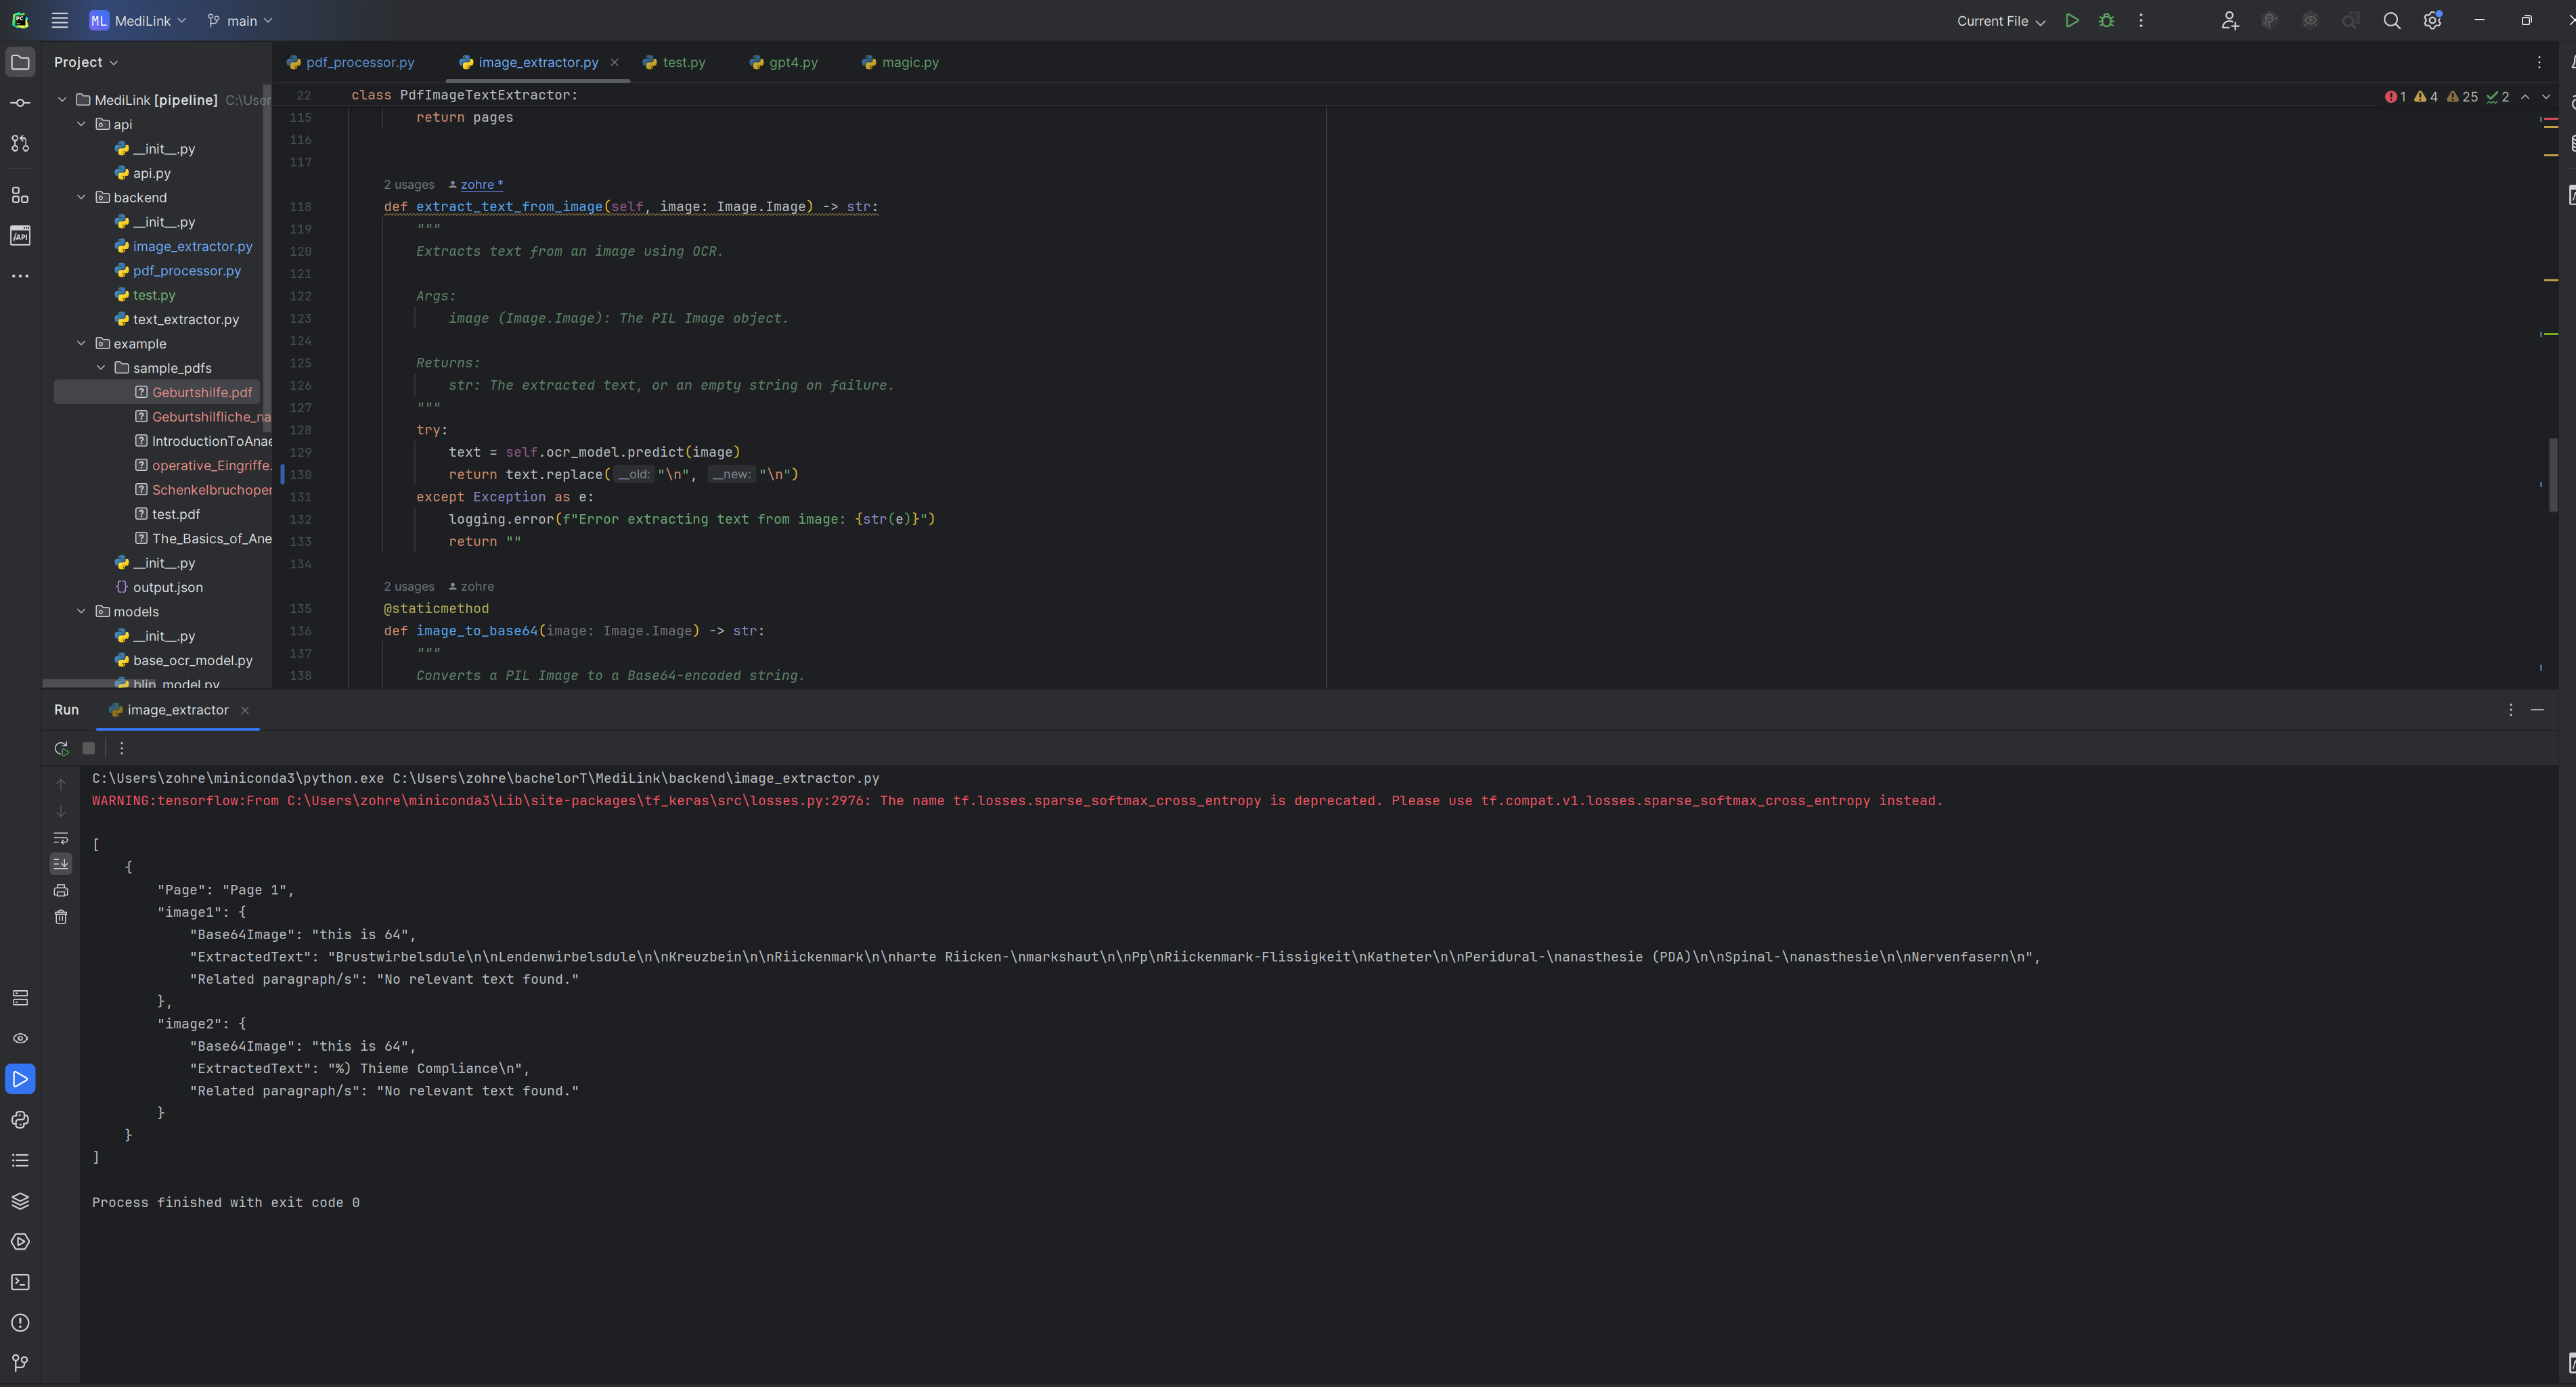 ML MediLink main Current File
Project
pdf_processor.py image_extractor.py test.py gpt4.py magic.py
MediLink [pipeline] C:\User
api
__init__.py
api.py
backend
__init__.py
image_extractor.py
pdf_processor.py
test.py
text_extractor.py
example
sample_pdfs
Geburtshilfe.pdf
Geburtshilfliche_na
IntroductionToAnae
operative_Eingriffe.
Schenkelbruchoper
test.pdf
The_Basics_of_Ane
__init__.py
output.json
models
__init__.py
base_ocr_model.py
blip_model.py
22 class PdfImageTextExtractor:
1 4 25 2
115 return pages
116
117
2 usages zohre *
118 def extract_text_from_image(self, image: Image.Image) -> str:
119 """
120 Extracts text from an image using OCR.
121
122 Args:
123 image (Image.Image): The PIL Image object.
124
125 Returns:
126 str: The extracted text, or an empty string on failure.
127 """
128 try:
129 text = self.ocr_model.predict(image)
130 return text.replace( __old: "\n", __new: "\n")
131 except Exception as e:
132 logging.error(f"Error extracting text from image: {str(e)}")
133 return ""
134
2 usages zohre
135 @staticmethod
136 def image_to_base64(image: Image.Image) -> str:
137 """
138 Converts a PIL Image to a Base64-encoded string.
Run image_extractor
C:\Users\zohre\miniconda3\python.exe C:\Users\zohre\bachelorT\MediLink\backend\image_extractor.py
WARNING:tensorflow:From C:\Users\zohre\miniconda3\Lib\site-packages\tf_keras\src\losses.py:2976: The name tf.losses.sparse_softmax_cross_entropy is deprecated. Please use tf.compat.v1.losses.sparse_softmax_cross_entropy instead.
[
{
"Page": "Page 1",
"image1": {
"Base64Image": "this is 64",
"ExtractedText": "Brustwirbelsdule\n\nLendenwirbelsdule\n\nKreuzbein\n\nRiickenmark\n\nharte Riicken-\nmarkshaut\n\nPp\nRiickenmark-Flissigkeit\nKatheter\n\nPeridural-\nanasthesie (PDA)\n\nSpinal-\nanasthesie\n\nNervenfasern\n",
"Related paragraph/s": "No relevant text found."
},
"image2": {
"Base64Image": "this is 64",
"ExtractedText": "%) Thieme Compliance\n",
"Related paragraph/s": "No relevant text found."
}
}
]
Process finished with exit code 0